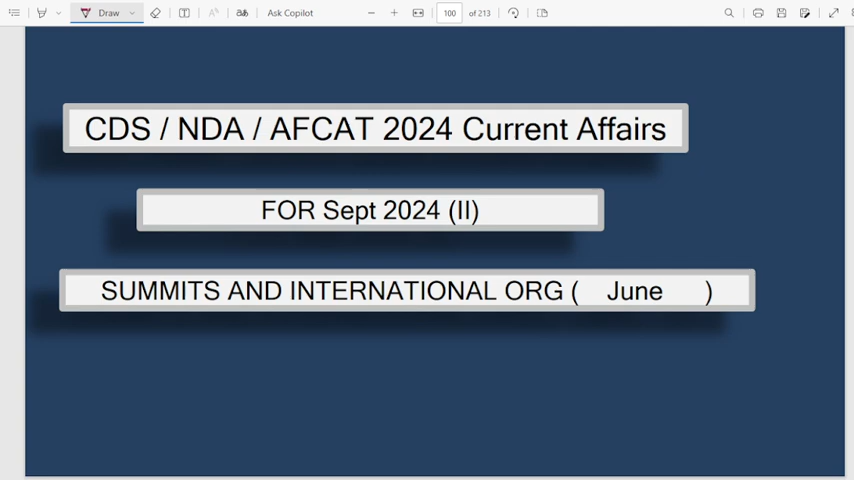 Draw
Ask Copilot
100 of 213
CDS / NDA / AFCAT 2024 Current Affairs
FOR Sept 2024 (II)
SUMMITS AND INTERNATIONAL ORG ( June )